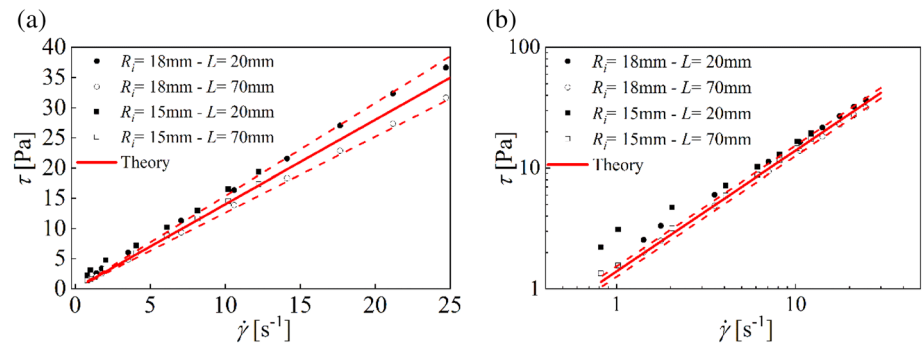 (a)
40
35
30
25
20
15
10
5
0
τ [Pa]
Rᵢ= 18mm - L= 20mm
Rᵢ= 18mm - L= 70mm
Rᵢ= 15mm - L= 20mm
Rᵢ= 15mm - L= 70mm
Theory
0 5 10 15 20 25
γ̇ [s⁻¹]
(b)
100
10
1
τ [Pa]
Rᵢ= 18mm - L= 20mm
Rᵢ= 18mm - L= 70mm
Rᵢ= 15mm - L= 20mm
Rᵢ= 15mm - L= 70mm
Theory
1 10
γ̇ [s⁻¹]